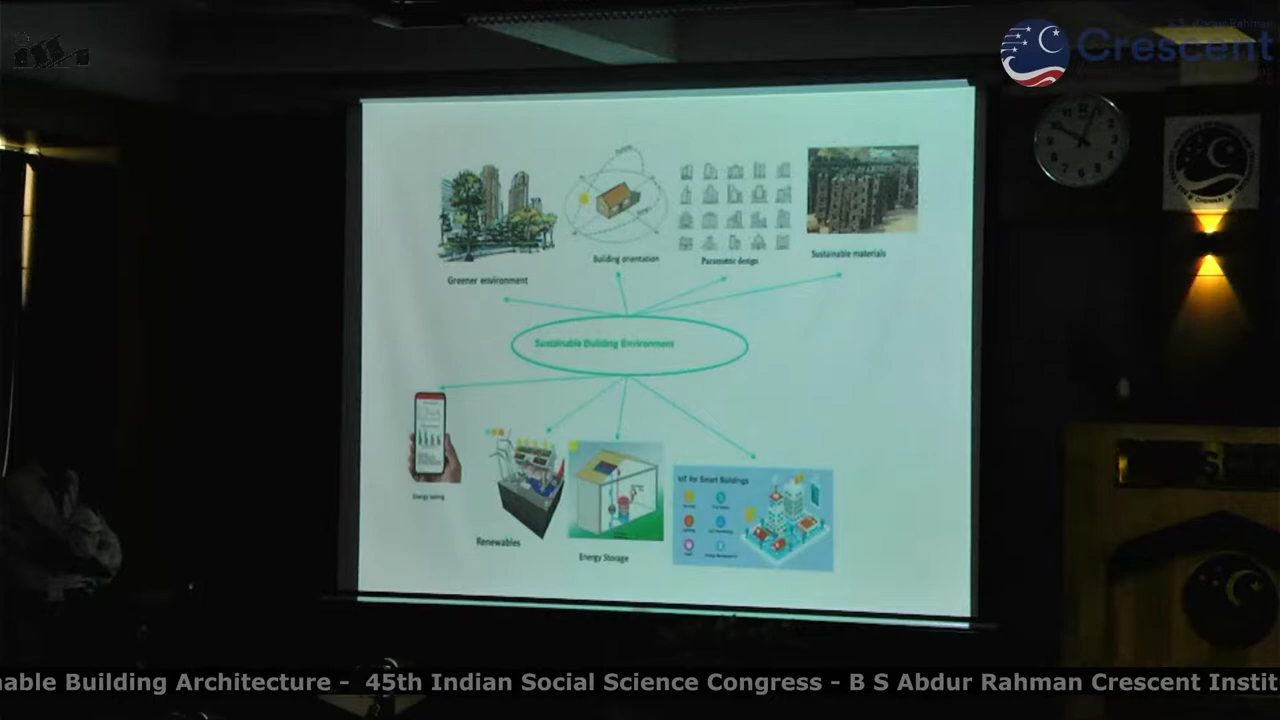 Crescent
Greener environment
Building orientation
Parametric design
Sustainable materials
Sustainable Building Environment
Energy saving
Renewables
Energy Storage
IoT for Smart Buildings
nable Building Architecture - 45th Indian Social Science Congress - B S Abdur Rahman Crescent Instit